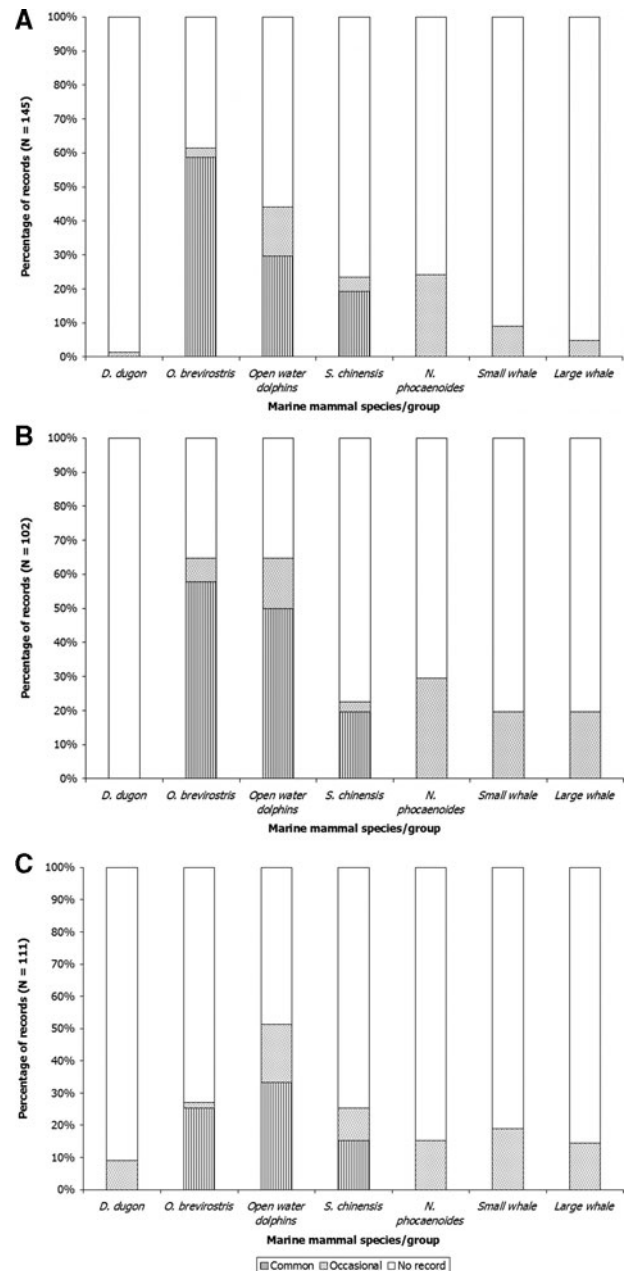 A
Percentage of records (N = 145)
100%
90%
80%
70%
60%
50%
40%
30%
20%
10%
0%
D. dugon O. brevirostris Open water dolphins S. chinensis N. phocaenoides Small whale Large whale
Marine mammal species/group
B
Percentage of records (N = 102)
100%
90%
80%
70%
60%
50%
40%
30%
20%
10%
0%
D. dugon O. brevirostris Open water dolphins S. chinensis N. phocaenoides Small whale Large whale
Marine mammal species/group
C
Percentage of records (N = 111)
100%
90%
80%
70%
60%
50%
40%
30%
20%
10%
0%
D. dugon O. brevirostris Open water dolphins S. chinensis N. phocaenoides Small whale Large whale
Marine mammal species/group
Common Occasional No record